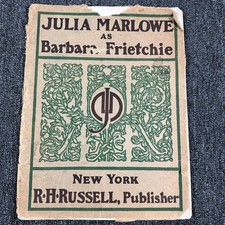 JULIA MARLOWE
AS
Barbara Frietchie
NEW YORK
R·H·RUSSELL, Publisher